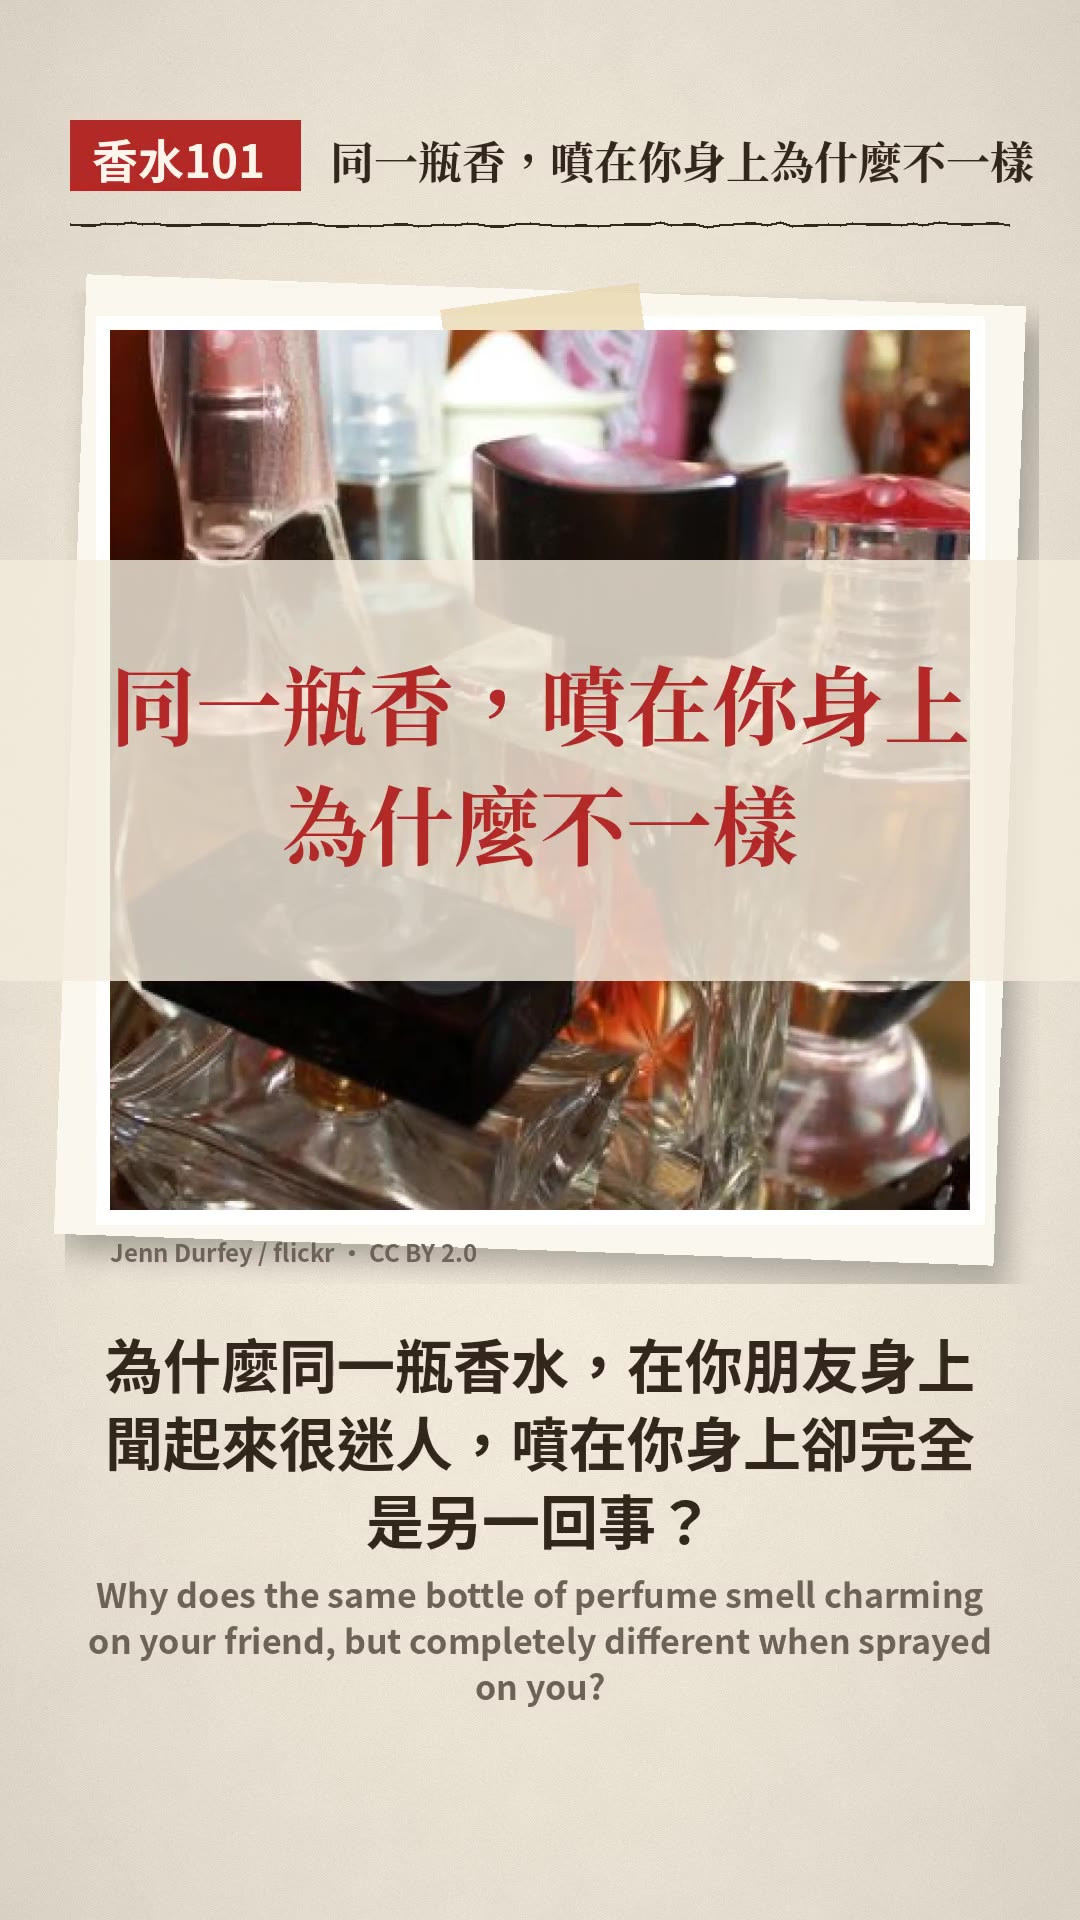 香水101
同一瓶香，噴在你身上為什麼不一樣
同一瓶香，噴在你身上
為什麼不一樣
Jenn Durfey / flickr ・ CC BY 2.0
為什麼同一瓶香水，在你朋友身上
聞起來很迷人，噴在你身上卻完全
是另一回事？
Why does the same bottle of perfume smell charming
on your friend, but completely different when sprayed
on you?